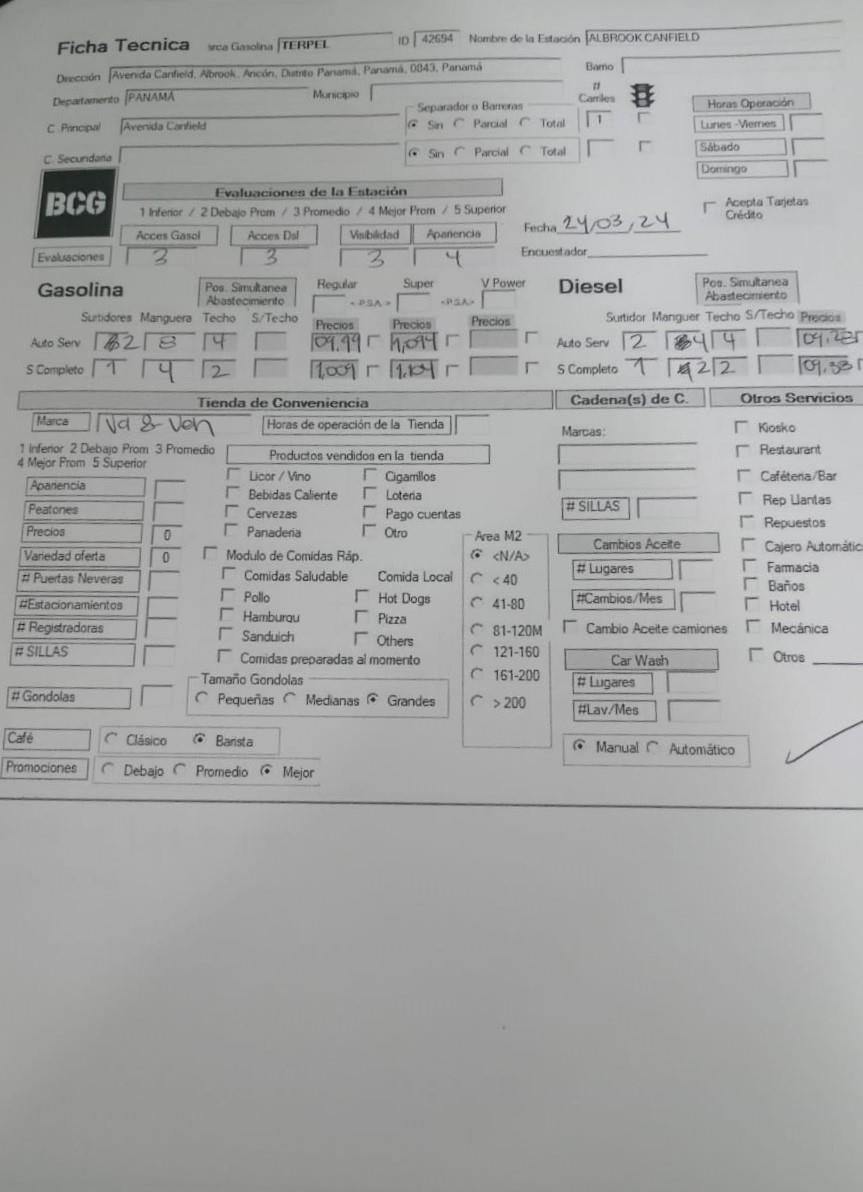 Ficha Tecnica arca Gasolina TERPEL ID 42694 Nombre de la Estación ALBROOK CANFIELD
Dirección Avenida Canfield, Albrook, Ancón, Distrito Panamá, Panamá, 0843, Panamá Barrio
Departamento PANAMÁ Municipio
Separador o Barreras # Carriles Horas Operación
C. Principal Avenida Canfield Sin Parcial Total 1 Lunes -Viernes
C. Secundaria Sin Parcial Total Sábado
Domingo
BCG
Evaluaciones de la Estación
1 Inferior / 2 Debajo Prom / 3 Promedio / 4 Mejor Prom / 5 Superior
Acepta Tarjetas Crédito
Acces Gasol Acces Dsl Visibilidad Apariencia Fecha 24/03/24
Evaluaciones 3 3 3 4 Encuestador
Gasolina Pos. Simultanea Abastecimiento Regular <.P.S.A.> Super <.P.S.A.> V Power Diesel Pos. Simultanea Abastecimiento
Surtidores Manguera Techo S/Techo Precios Precios Precios Surtidor Manguer Techo S/Techo Precios
Auto Serv 2 8 4 09.99 1,094 Auto Serv 2 4 4
S Completo 1 4 2 1,009 1,104 S Completo 1 2 2
Tienda de Conveniencia Cadena(s) de C. Otros Servicios
Marca Va & Ven Horas de operación de la Tienda Marcas: Kiosko
1 Inferior 2 Debajo Prom 3 Promedio
4 Mejor Prom 5 Superior
Productos vendidos en la tienda Restaurant
Apariencia Licor / Vino Cigarrillos Caféteria/Bar
Peatones Bebidas Caliente Loteria # SILLAS Rep Llantas
Precios 0 Cervezas Pago cuentas Repuestos
Variedad oferta 0 Panaderia Otro Area M2 Cambios Aceite Cajero Automátic
# Puertas Neveras Modulo de Comidas Ráp. <N/A> # Lugares Farmacia
#Estacionamientos Comidas Saludable Comida Local < 40 #Cambios/Mes Baños
# Registradoras Pollo Hot Dogs 41-80 Hotel
# SILLAS Hamburqu Pizza 81-120M Cambio Aceite camiones Mecánica
Sanduich Others 121-160 Car Wash Otros
Comidas preparadas al momento 161-200 # Lugares
# Gondolas Tamaño Gondolas
Pequeñas Medianas Grandes > 200 #Lav/Mes
Café Clásico Barista Manual Automático
Promociones Debajo Promedio Mejor